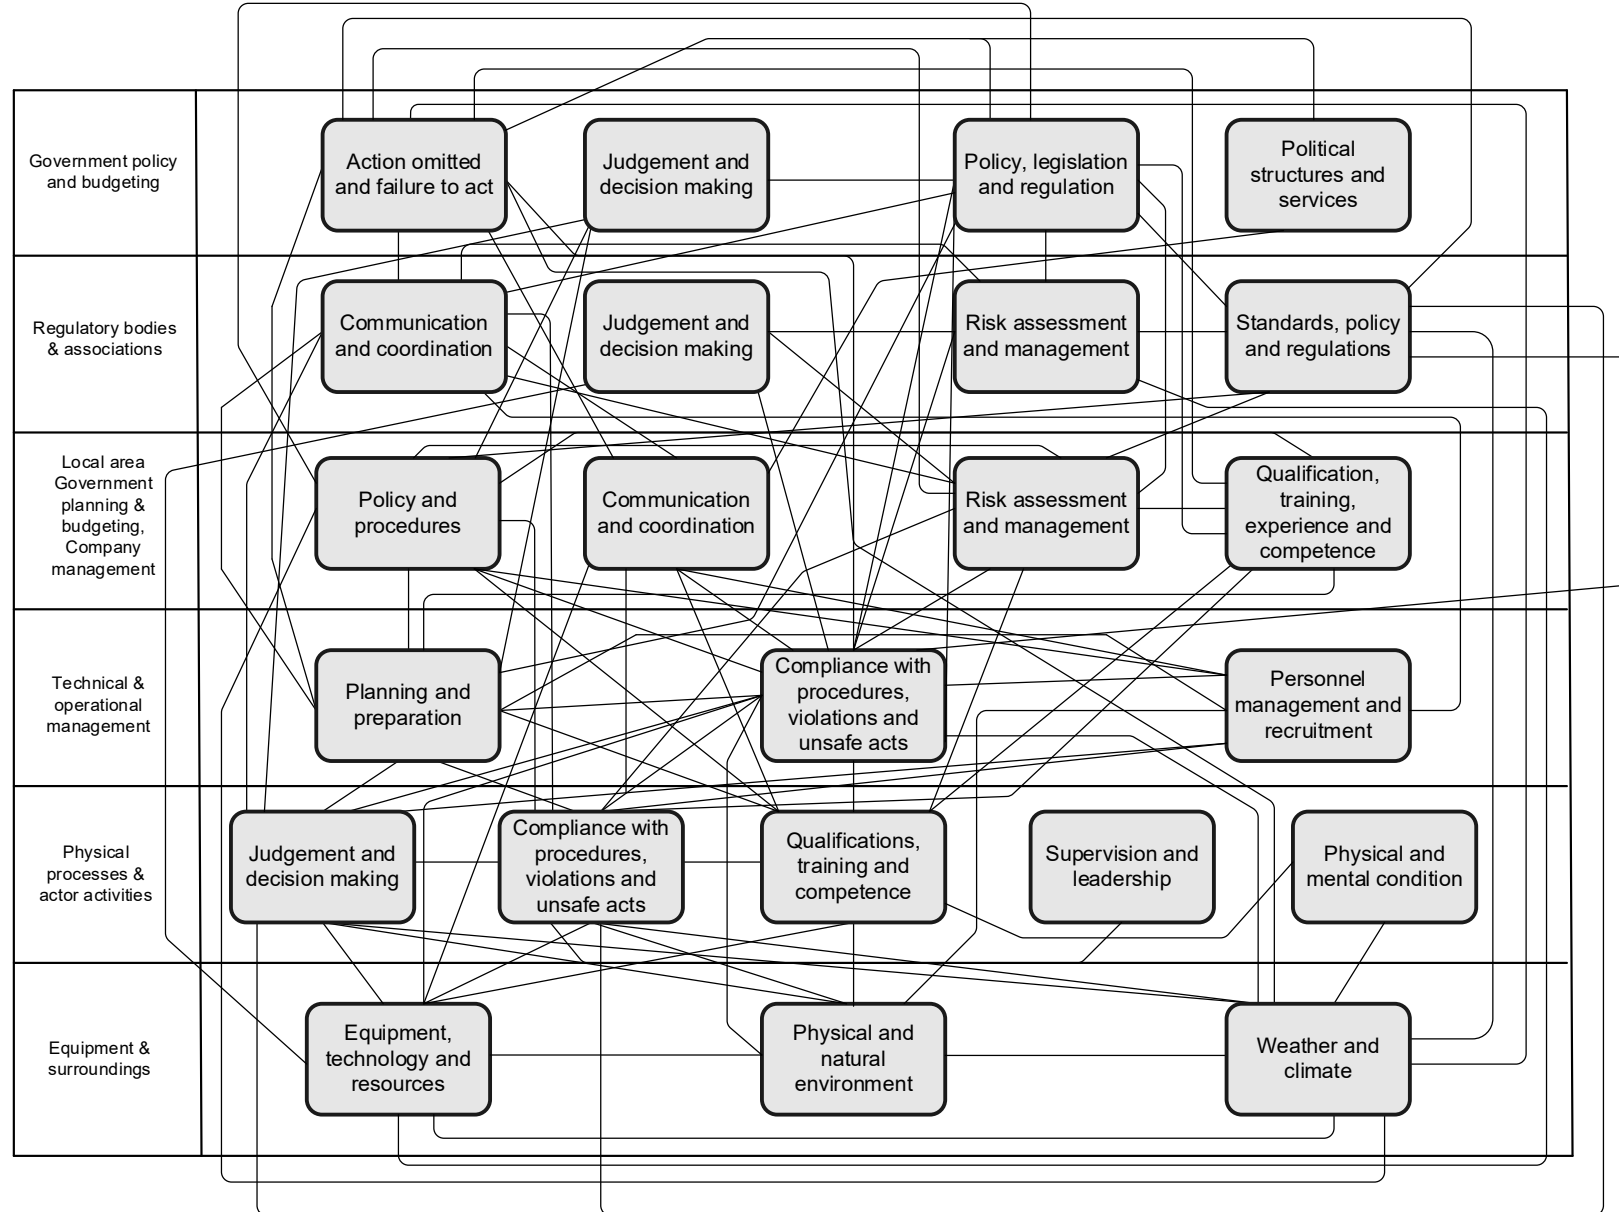 Government policy
and budgeting
Action omitted
and failure to act
Judgement and
decision making
Policy, legislation
and regulation
Political
structures and
services
Regulatory bodies
& associations
Communication
and coordination
Judgement and
decision making
Risk assessment
and management
Standards, policy
and regulations
Local area
Government
planning &
budgeting,
Company
management
Policy and
procedures
Communication
and coordination
Risk assessment
and management
Qualification,
training,
experience and
competence
Technical &
operational
management
Planning and
preparation
Compliance with
procedures,
violations and
unsafe acts
Personnel
management and
recruitment
Physical
processes &
actor activities
Judgement and
decision making
Compliance with
procedures,
violations and
unsafe acts
Qualifications,
training and
competence
Supervision and
leadership
Physical and
mental condition
Equipment &
surroundings
Equipment,
technology and
resources
Physical and
natural
environment
Weather and
climate